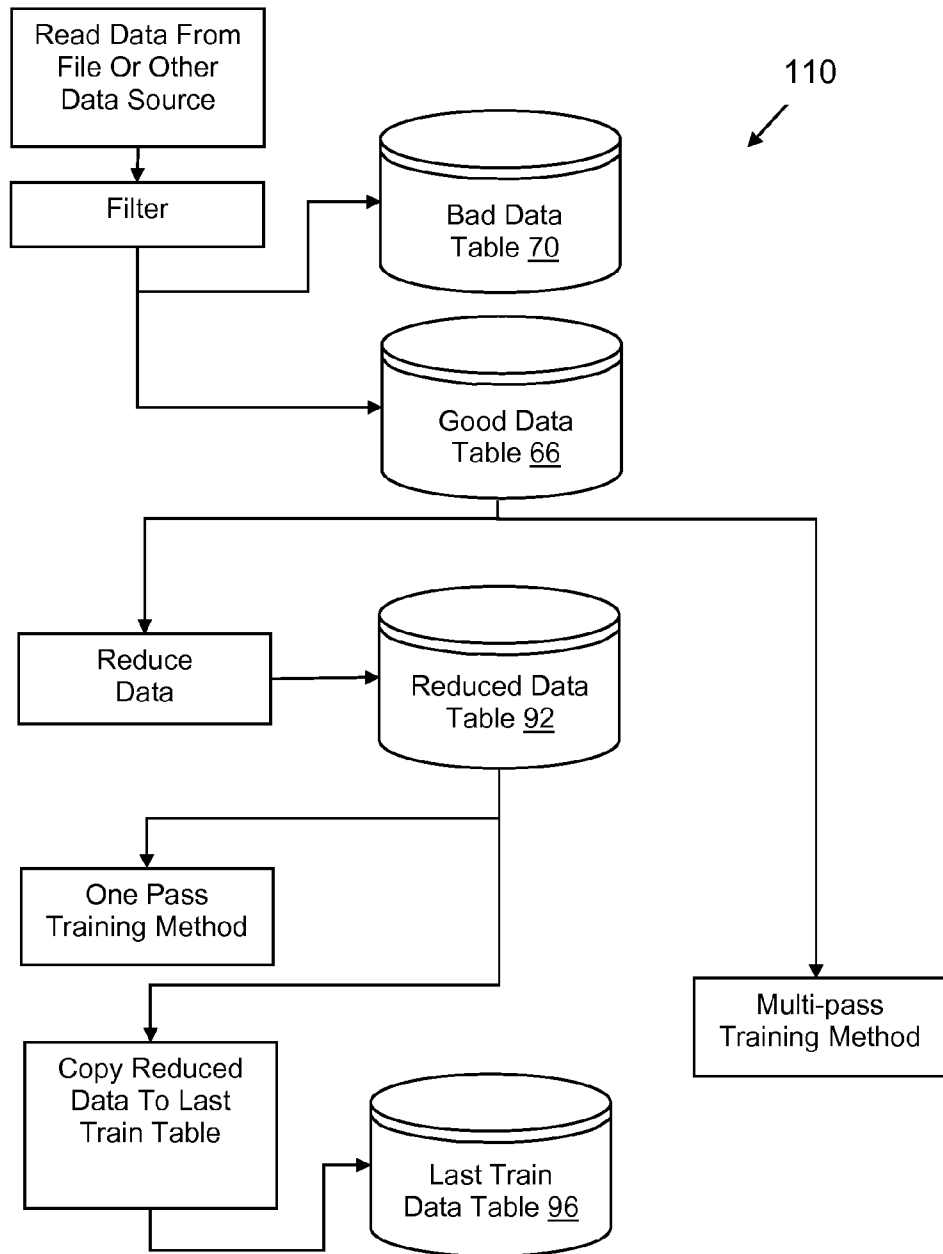 Read Data From
File Or Other
Data Source
110
Filter
Bad Data
Table 70
Good Data
Table 66
Reduce
Data
Reduced Data
Table 92
One Pass
Training Method
Multi-pass
Training Method
Copy Reduced
Data To Last
Train Table
Last Train
Data Table 96